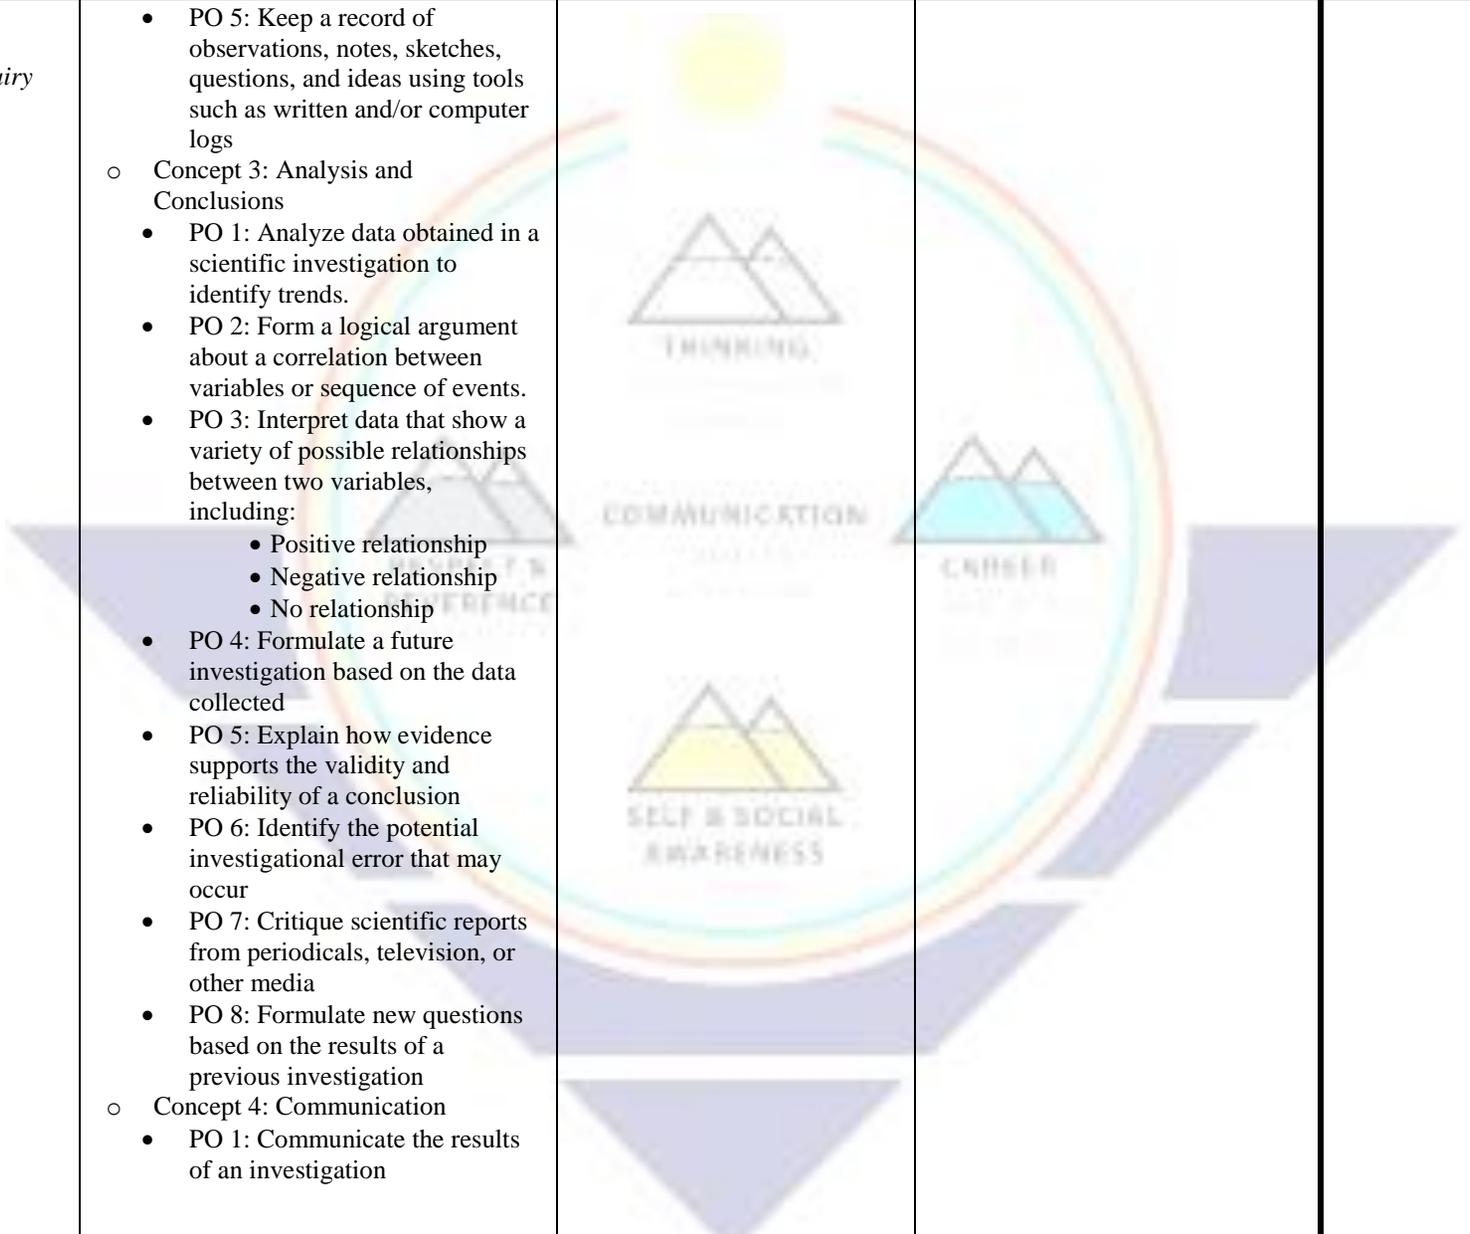 uiry
• PO 5: Keep a record of
observations, notes, sketches,
questions, and ideas using tools
such as written and/or computer
logs
o Concept 3: Analysis and
Conclusions
• PO 1: Analyze data obtained in a
scientific investigation to
identify trends.
• PO 2: Form a logical argument
about a correlation between
variables or sequence of events.
• PO 3: Interpret data that show a
variety of possible relationships
between two variables,
including:
• Positive relationship
• Negative relationship
• No relationship
• PO 4: Formulate a future
investigation based on the data
collected
• PO 5: Explain how evidence
supports the validity and
reliability of a conclusion
• PO 6: Identify the potential
investigational error that may
occur
• PO 7: Critique scientific reports
from periodicals, television, or
other media
• PO 8: Formulate new questions
based on the results of a
previous investigation
o Concept 4: Communication
• PO 1: Communicate the results
of an investigation
THINKING
RESPECT &
REVERENCE
COMMUNICATION
CAREER
SELF & SOCIAL
AWARENESS